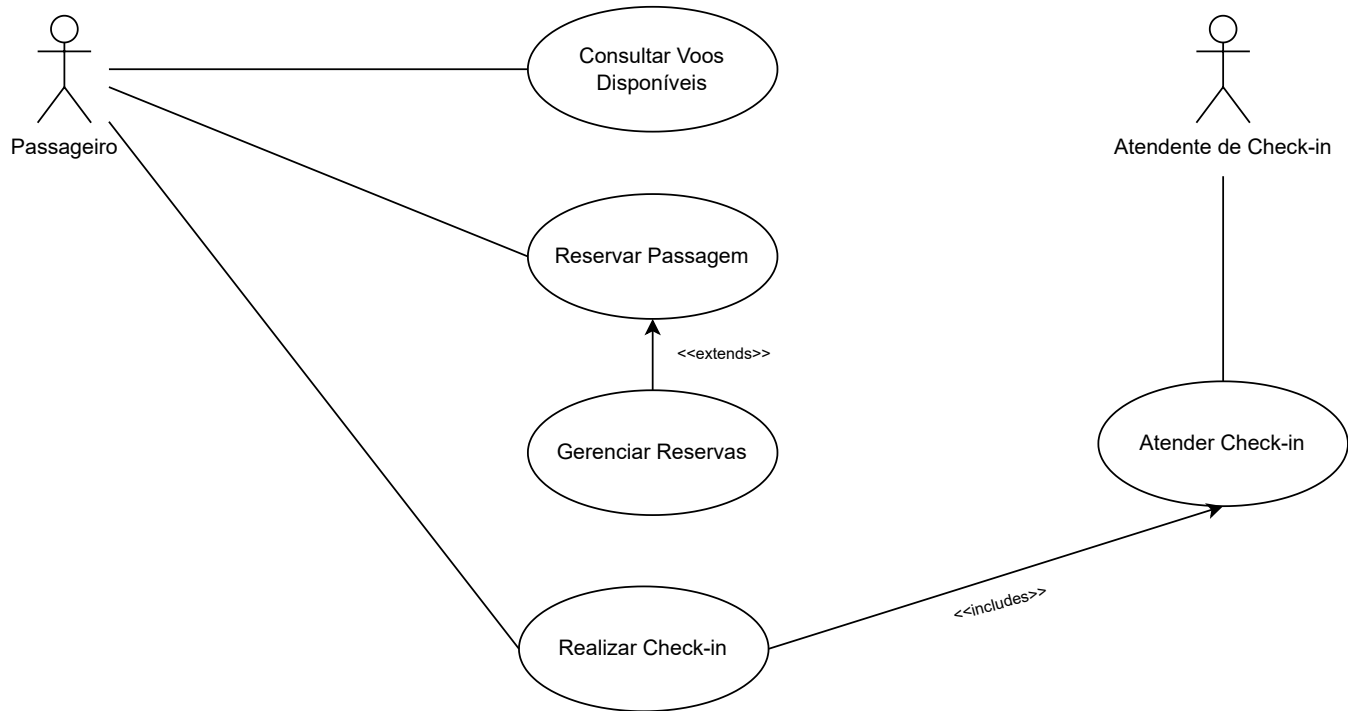 Consultar Voos
Disponíveis
Passageiro
Atendente de Check-in
Reservar Passagem
<<extends>>
Gerenciar Reservas
Atender Check-in
<<includes>>
Realizar Check-in